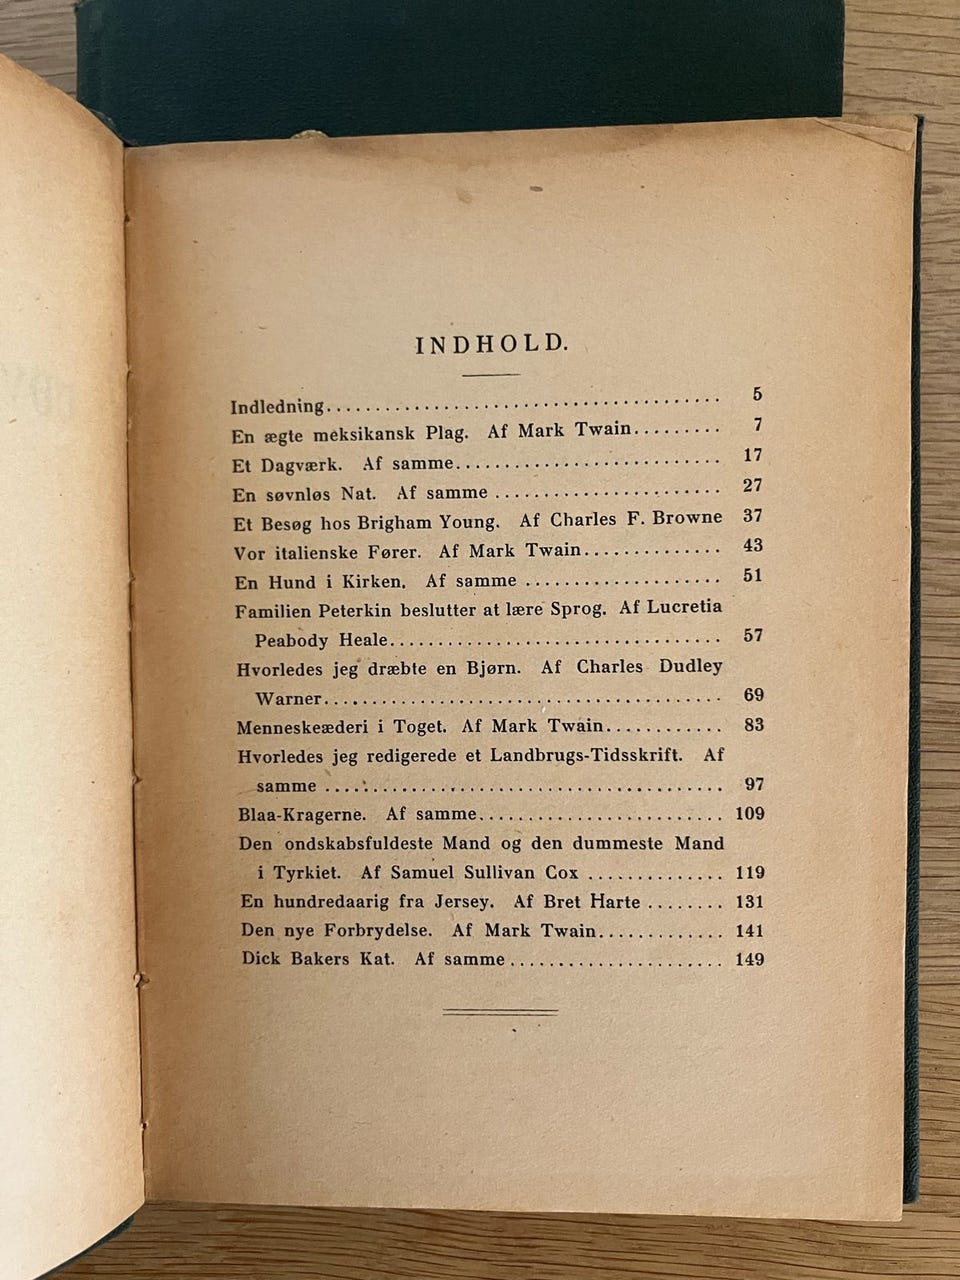 INDHOLD.
Indledning........................................ 5
En ægte meksikansk Plag. Af Mark Twain......... 7
Et Dagværk. Af samme........................... 17
En søvnløs Nat. Af samme ....................... 27
Et Besøg hos Brigham Young. Af Charles F. Browne 37
Vor italienske Fører. Af Mark Twain.............. 43
En Hund i Kirken. Af samme .................... 51
Familien Peterkin beslutter at lære Sprog. Af Lucretia
Peabody Heale.................................. 57
Hvorledes jeg dræbte en Bjørn. Af Charles Dudley
Warner......................................... 69
Menneskeæderi i Toget. Af Mark Twain............ 83
Hvorledes jeg redigerede et Landbrugs-Tidsskrift. Af
samme ......................................... 97
Blaa-Kragerne. Af samme......................... 109
Den ondskabsfuldeste Mand og den dummeste Mand
i Tyrkiet. Af Samuel Sullivan Cox .............. 119
En hundredaarig fra Jersey. Af Bret Harte ........ 131
Den nye Forbrydelse. Af Mark Twain............. 141
Dick Bakers Kat. Af samme...................... 149